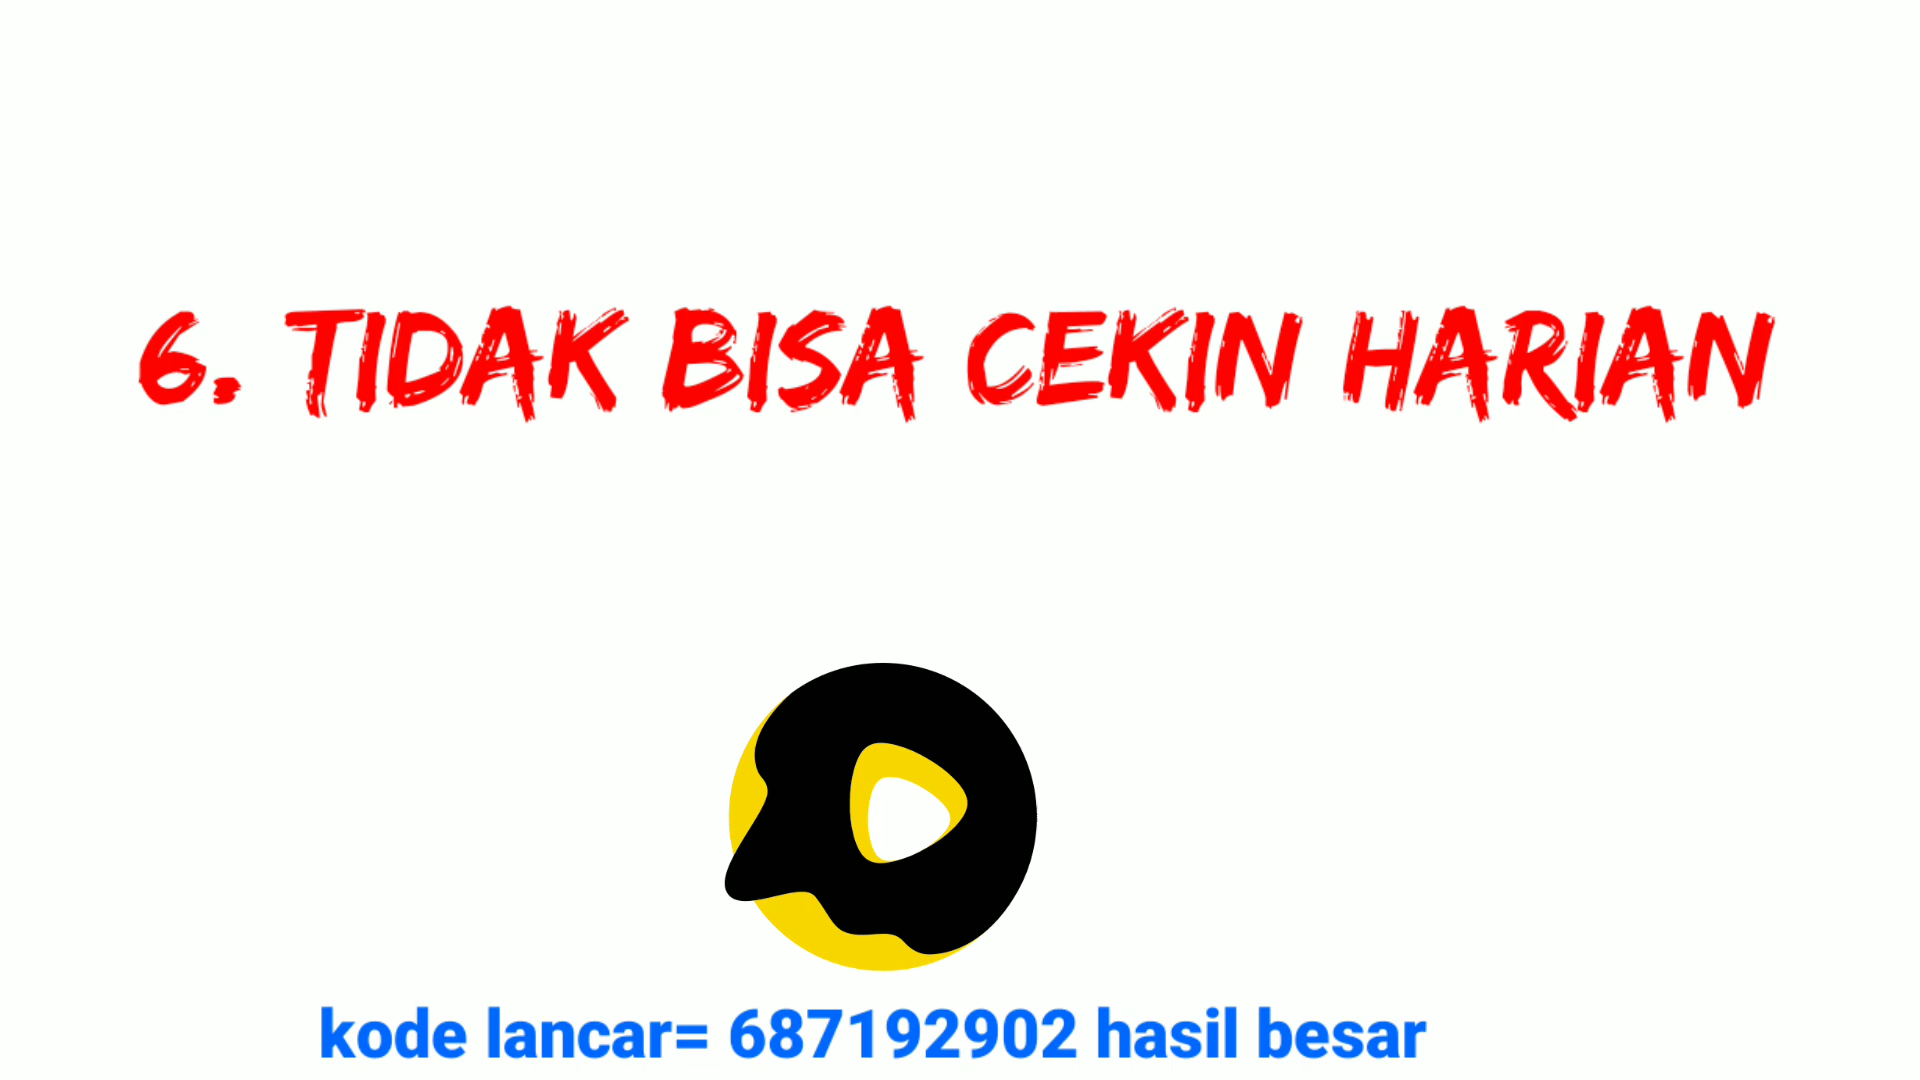 6. TIDAK BISA CEKIN HARIAN
kode lancar= 687192902 hasil besar